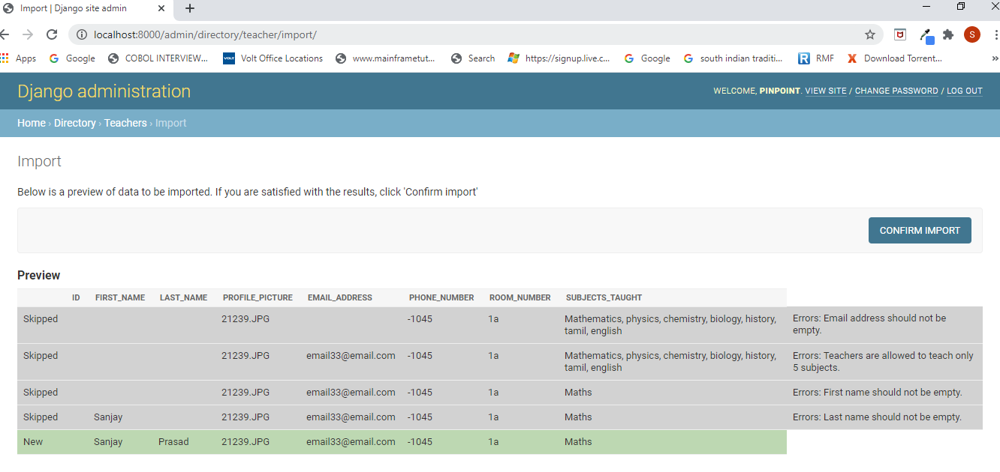 Import | Django site admin
localhost:8000/admin/directory/teacher/import/
S
Apps Google COBOL INTERVIEW... VOLT Volt Office Locations www.mainframetut... Search https://signup.live.c... Google south indian traditi... R RMF X Download Torrent... »
Django administration
WELCOME, PINPOINT. VIEW SITE / CHANGE PASSWORD / LOG OUT
Home › Directory › Teachers › Import
Import
Below is a preview of data to be imported. If you are satisfied with the results, click 'Confirm import'
CONFIRM IMPORT
Preview
ID FIRST_NAME LAST_NAME PROFILE_PICTURE EMAIL_ADDRESS PHONE_NUMBER ROOM_NUMBER SUBJECTS_TAUGHT
Skipped 21239.JPG -1045 1a Mathematics, physics, chemistry, biology, history, Errors: Email address should not be
tamil, english empty.
Skipped 21239.JPG email33@email.com -1045 1a Mathematics, physics, chemistry, biology, history, Errors: Teachers are allowed to teach only
tamil, english 5 subjects.
Skipped 21239.JPG email33@email.com -1045 1a Maths Errors: First name should not be empty.
Skipped Sanjay 21239.JPG email33@email.com -1045 1a Maths Errors: Last name should not be empty.
New Sanjay Prasad 21239.JPG email33@email.com -1045 1a Maths